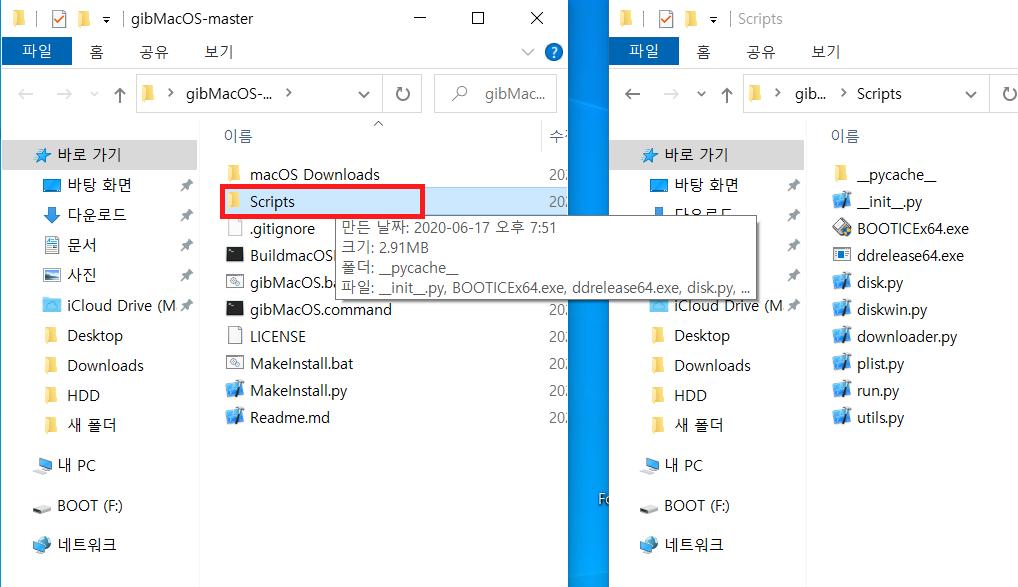 gibMacOS-master
파일
홈
공유
보기
gibMacOS-...
gibMac...
이름
바로 가기
바탕 화면
다운로드
문서
사진
iCloud Drive (M
Desktop
Downloads
HDD
새 폴더
내 PC
BOOT (F:)
네트워크
macOS Downloads
Scripts
.gitignore
BuildmacOSI
gibMacOS.ba
gibMacOS.command
LICENSE
MakeInstall.bat
MakeInstall.py
Readme.md
만든 날짜: 2020-06-17 오후 7:51
크기: 2.91MB
폴더: __pycache__
파일: __init__.py, BOOTICEx64.exe, ddrelease64.exe, disk.py, ...
Scripts
파일
홈
공유
보기
gib...
Scripts
이름
바로 가기
바탕 화면
다운로드
iCloud Drive (M
Desktop
Downloads
HDD
새 폴더
내 PC
BOOT (F:)
네트워크
__pycache__
__init__.py
BOOTICEx64.exe
ddrelease64.exe
disk.py
diskwin.py
downloader.py
plist.py
run.py
utils.py